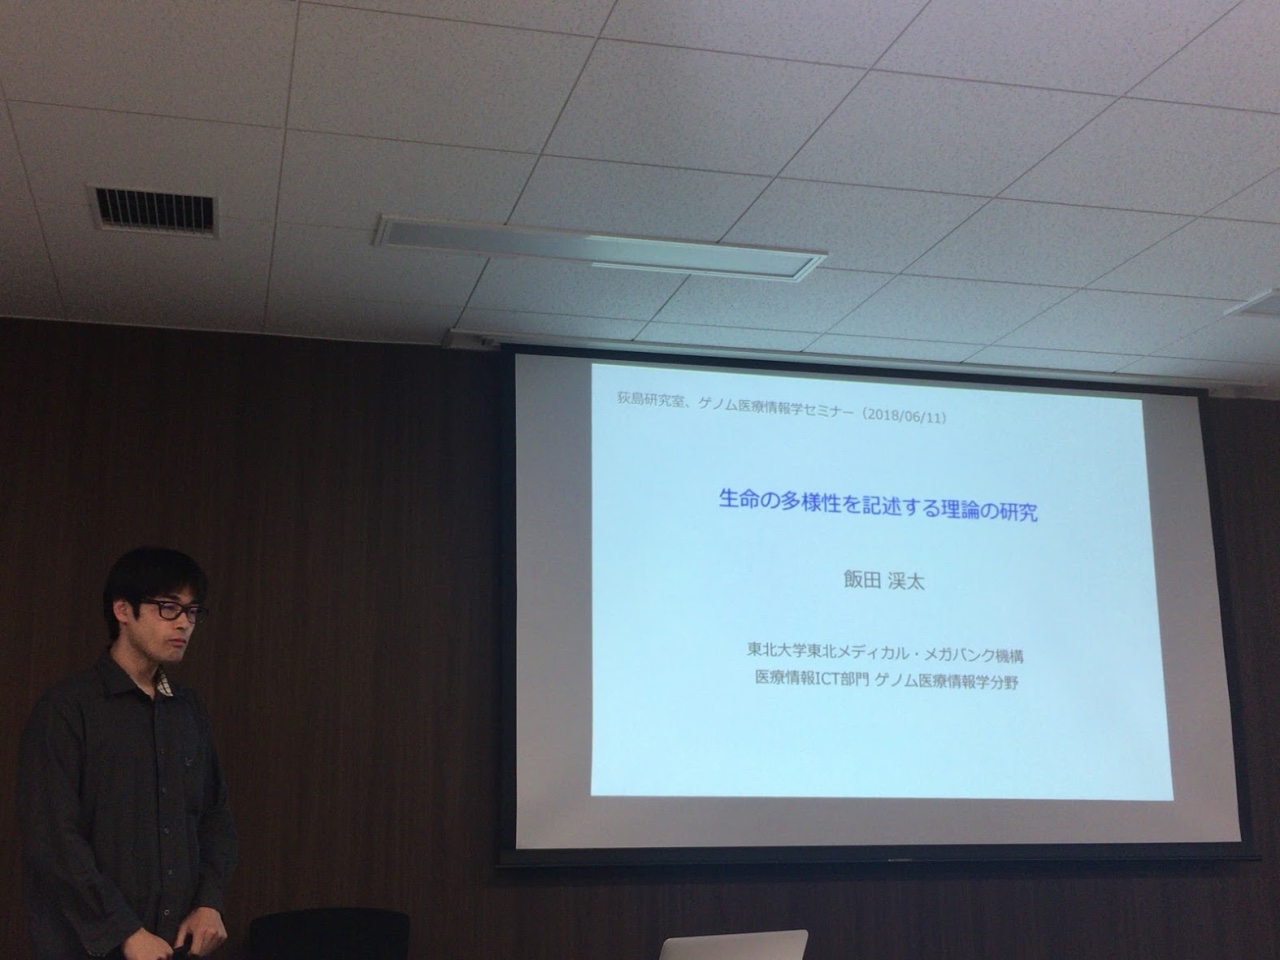 荻島研究室、ゲノム医療情報学セミナー（2018/06/11）
生命の多様性を記述する理論の研究
飯田 渓太
東北大学東北メディカル・メガバンク機構
医療情報ICT部門 ゲノム医療情報学分野